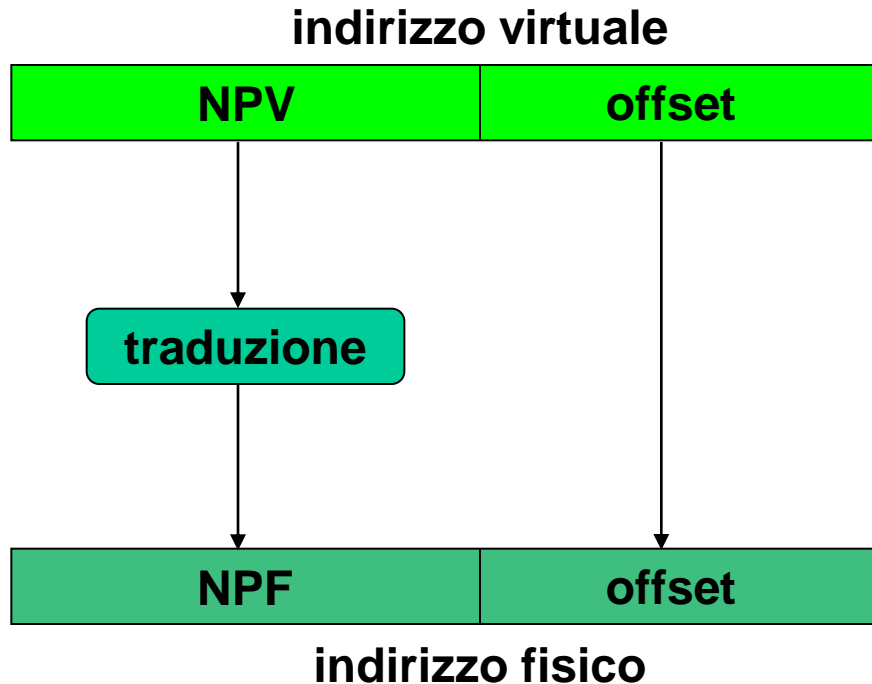 indirizzo virtuale
NPV offset
traduzione
NPF offset
indirizzo fisico